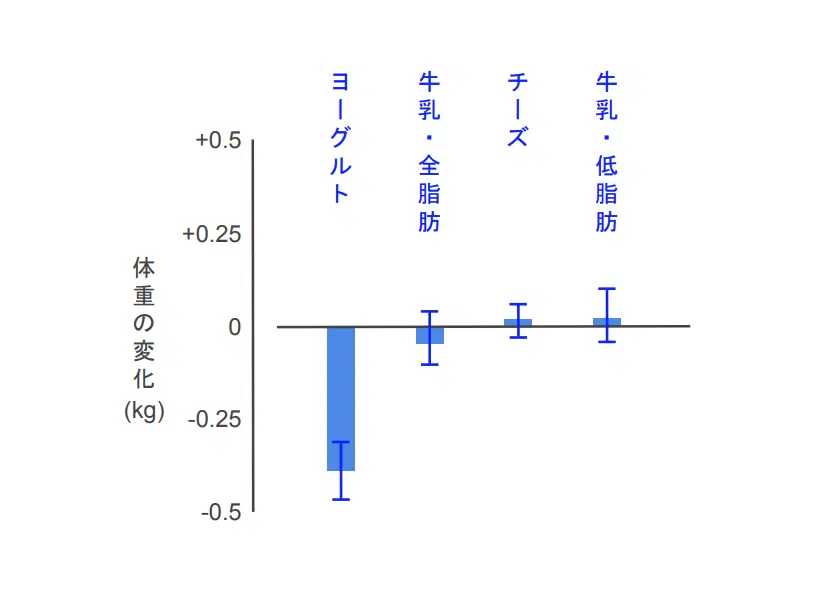 ヨーグルト
牛乳・全脂肪
チーズ
牛乳・低脂肪
+0.5
+0.25
0
-0.25
-0.5
体重の変化
(kg)